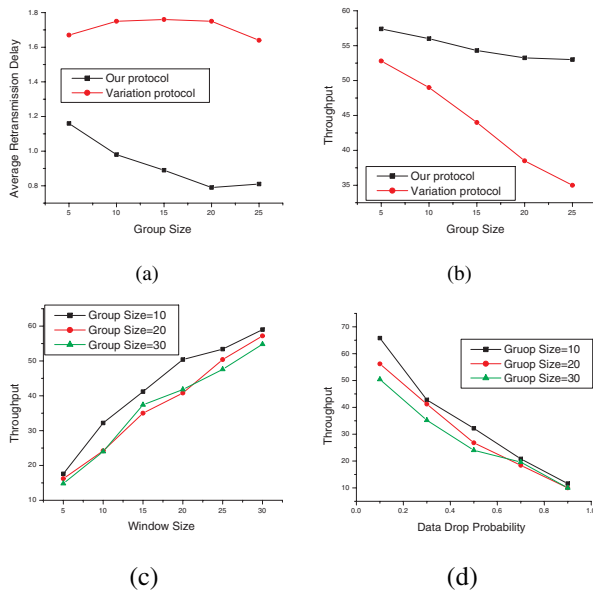 1.8
1.6
1.4
1.2
1.0
0.8
Average Retransmission Delay
Our protocol
Variation protocol
5 10 15 20 25
Group Size
(a)
60
55
50
45
40
35
Throughput
Our protocol
Variation protocol
5 10 15 20 25
Group Size
(b)
60
50
40
30
20
10
Throughput
Group Size=10
Group Size=20
Group Size=30
5 10 15 20 25 30
Window Size
(c)
70
60
50
40
30
20
10
Throughput
Gruop Size=10
Gruop Size=20
Gruop Size=30
0.0 0.2 0.4 0.6 0.8 1.0
Data Drop Probability
(d)